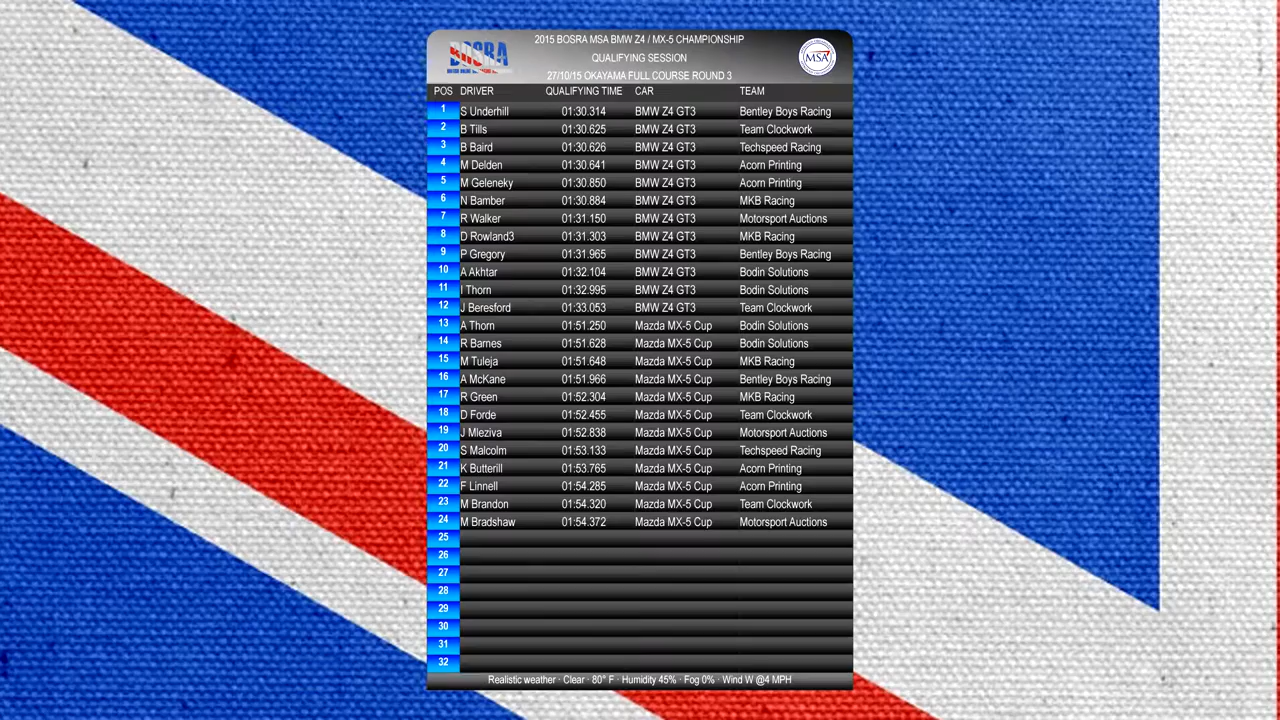 2015 BOSRA MSA BMW Z4 / MX-5 CHAMPIONSHIP
BOSRA
QUALIFYING SESSION
MSA
27/10/15 OKAYAMA FULL COURSE ROUND 3
POS DRIVER QUALIFYING TIME CAR TEAM
1 S Underhill 01:30.314 BMW Z4 GT3 Bentley Boys Racing
2 B Tills 01:30.625 BMW Z4 GT3 Team Clockwork
3 B Baird 01:30.626 BMW Z4 GT3 Techspeed Racing
4 M Delden 01:30.641 BMW Z4 GT3 Acorn Printing
5 M Geleneky 01:30.850 BMW Z4 GT3 Acorn Printing
6 N Bamber 01:30.884 BMW Z4 GT3 MKB Racing
7 R Walker 01:31.150 BMW Z4 GT3 Motorsport Auctions
8 D Rowland3 01:31.303 BMW Z4 GT3 MKB Racing
9 P Gregory 01:31.965 BMW Z4 GT3 Bentley Boys Racing
10 A Akhtar 01:32.104 BMW Z4 GT3 Bodin Solutions
11 I Thorn 01:32.995 BMW Z4 GT3 Bodin Solutions
12 J Beresford 01:33.053 BMW Z4 GT3 Team Clockwork
13 A Thorn 01:51.250 Mazda MX-5 Cup Bodin Solutions
14 R Barnes 01:51.628 Mazda MX-5 Cup Bodin Solutions
15 M Tuleja 01:51.648 Mazda MX-5 Cup MKB Racing
16 A McKane 01:51.966 Mazda MX-5 Cup Bentley Boys Racing
17 R Green 01:52.304 Mazda MX-5 Cup MKB Racing
18 D Forde 01:52.455 Mazda MX-5 Cup Team Clockwork
19 J Mleziva 01:52.838 Mazda MX-5 Cup Motorsport Auctions
20 S Malcolm 01:53.133 Mazda MX-5 Cup Techspeed Racing
21 K Butterill 01:53.765 Mazda MX-5 Cup Acorn Printing
22 F Linnell 01:54.285 Mazda MX-5 Cup Acorn Printing
23 M Brandon 01:54.320 Mazda MX-5 Cup Team Clockwork
24 M Bradshaw 01:54.372 Mazda MX-5 Cup Motorsport Auctions
25
26
27
28
29
30
31
32
Realistic weather · Clear · 80° F · Humidity 45% · Fog 0% · Wind W @4 MPH